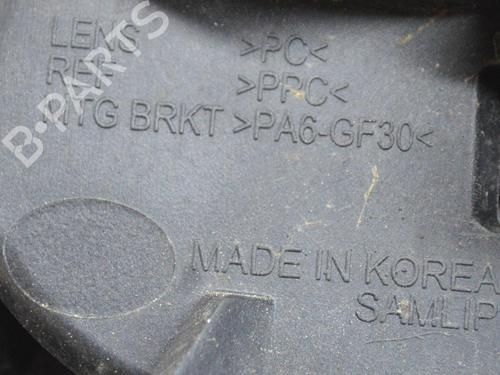 LENS >PC<
REF >PPC<
MTG BRKT >PA6-GF30<
MADE IN KOREA
SAMLIP
B-PARTS